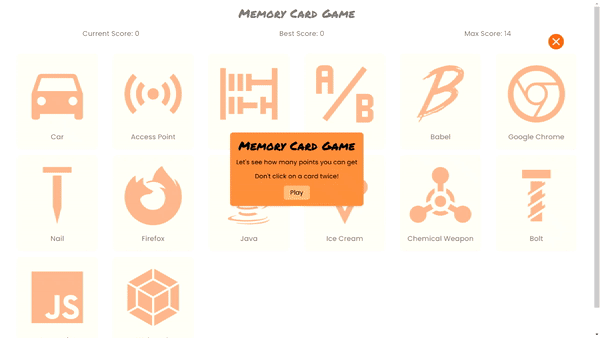 Memory Card Game
Current Score: 0
Best Score: 0
Max Score: 14
A/B
Car
Access Point
Babel
Google Chrome
Memory Card Game
Let's see how many points you can get
Don't click on a card twice!
Play
Nail
Firefox
Java
Ice Cream
Chemical Weapon
Bolt
JS